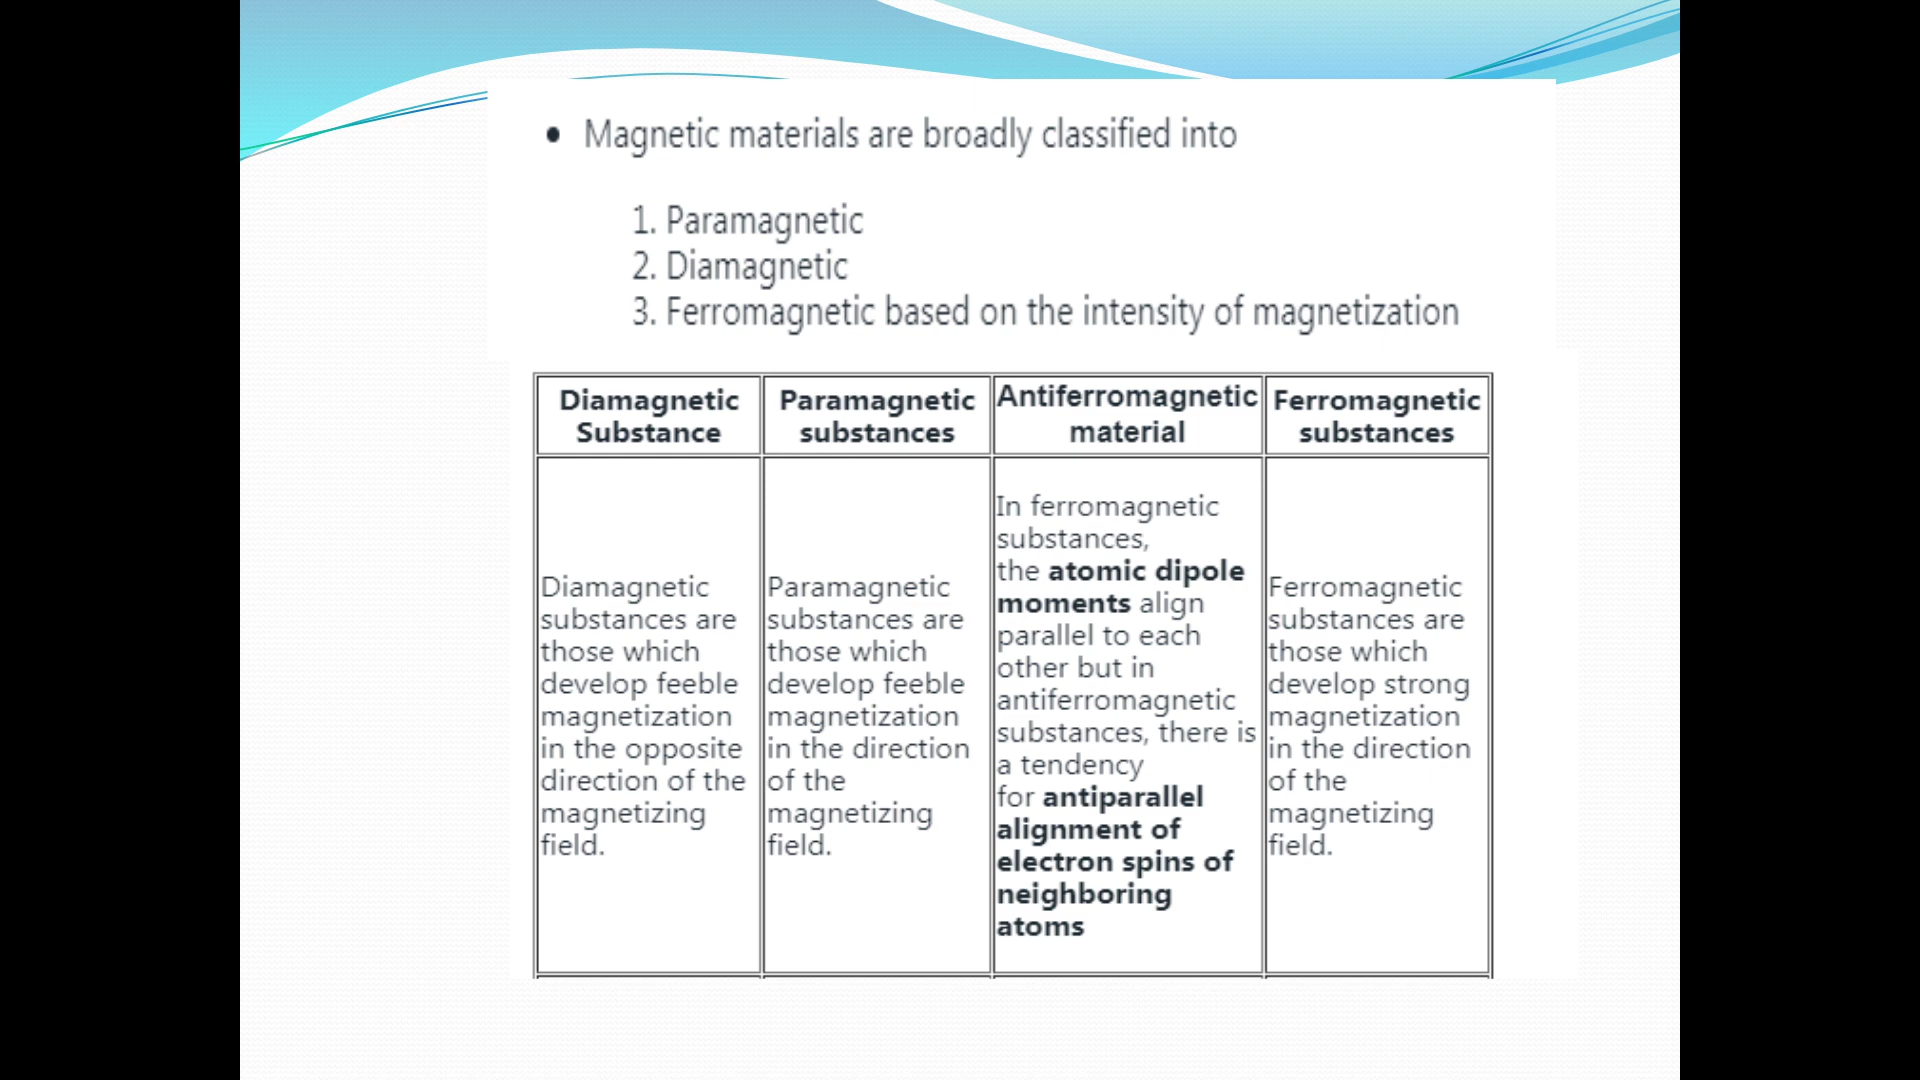 • Magnetic materials are broadly classified into
1. Paramagnetic
2. Diamagnetic
3. Ferromagnetic based on the intensity of magnetization
Diamagnetic
Substance
Paramagnetic
substances
Antiferromagnetic
material
Ferromagnetic
substances
Diamagnetic
substances are
those which
develop feeble
magnetization
in the opposite
direction of the
magnetizing
field.
Paramagnetic
substances are
those which
develop feeble
magnetization
in the direction
of the
magnetizing
field.
In ferromagnetic
substances,
the atomic dipole
moments align
parallel to each
other but in
antiferromagnetic
substances, there is
a tendency
for antiparallel
alignment of
electron spins of
neighboring
atoms
Ferromagnetic
substances are
those which
develop strong
magnetization
in the direction
of the
magnetizing
field.